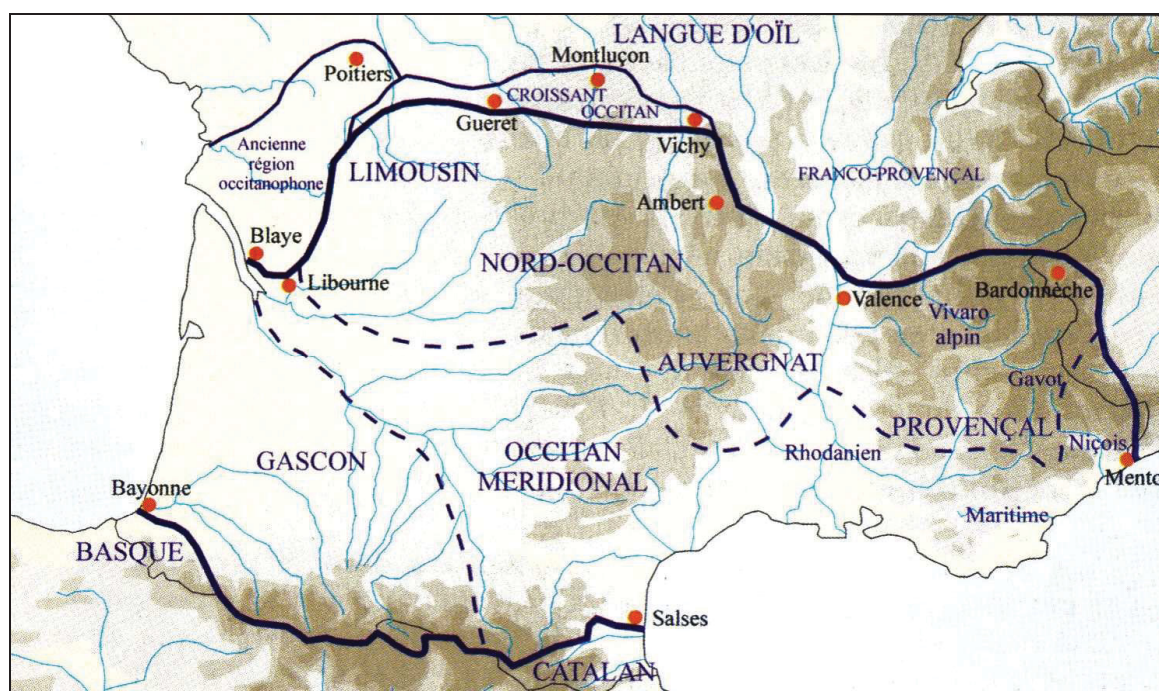 LANGUE D'OÏL
Montluçon
Poitiers
CROISSANT
OCCITAN
Gueret
Vichy
Ancienne
région
occitanophone
LIMOUSIN
FRANCO-PROVENÇAL
Ambert
Blaye
NORD-OCCITAN
Libourne
Valence
Bardonnèche
Vivaro
alpin
AUVERGNAT
Gavot
PROVENÇAL
Niçois
Rhodanien
OCCITAN
MERIDIONAL
GASCON
Mento
Bayonne
Maritime
BASQUE
Salses
CATALAN